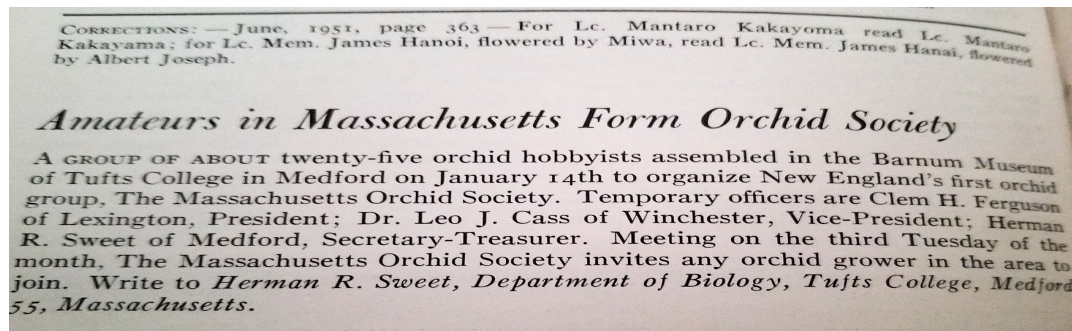 CORRECTIONS: — June, 1951, page 363 — For Lc. Mantaro Kakayoma read Lc. Mantaro
Kakayama; for Lc. Mem. James Hanoi, flowered by Miwa, read Lc. Mem. James Hanai, flowered
by Albert Joseph.
Amateurs in Massachusetts Form Orchid Society
A GROUP OF ABOUT twenty-five orchid hobbyists assembled in the Barnum Museum
of Tufts College in Medford on January 14th to organize New England's first orchid
group, The Massachusetts Orchid Society. Temporary officers are Clem H. Ferguson
of Lexington, President; Dr. Leo J. Cass of Winchester, Vice-President; Herman
R. Sweet of Medford, Secretary-Treasurer. Meeting on the third Tuesday of the
month, The Massachusetts Orchid Society invites any orchid grower in the area to
join. Write to Herman R. Sweet, Department of Biology, Tufts College, Medford
55, Massachusetts.